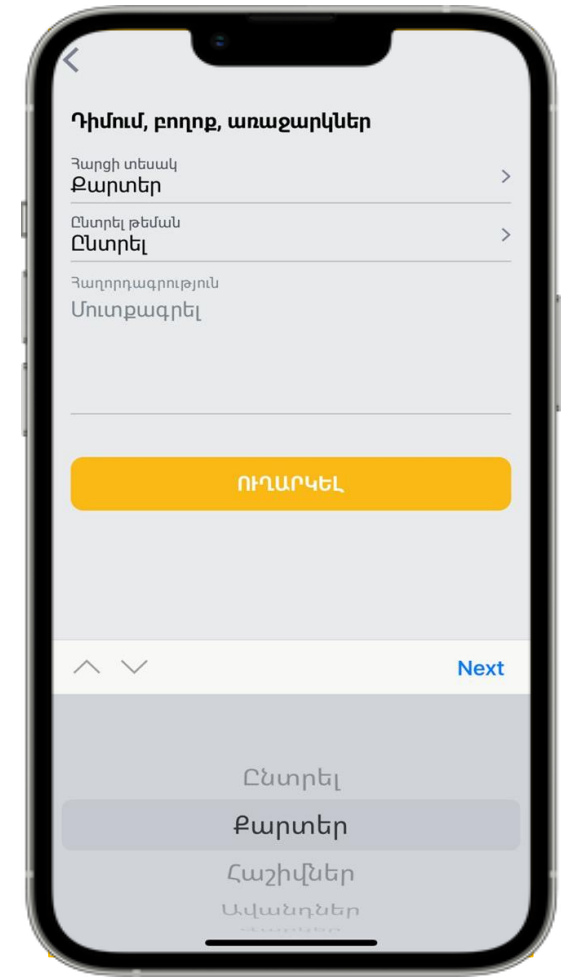 Դիմում, բողոք, առաջարկներ
Հարցի տեսակ
Քարտեր
Ընտրել թեման
Ընտրել
Հաղորդագրություն
Մուտքագրել
ՈՒՂԱՐԿԵԼ
Next
Ընտրել
Քարտեր
Հաշիվներ
Ավանդներ